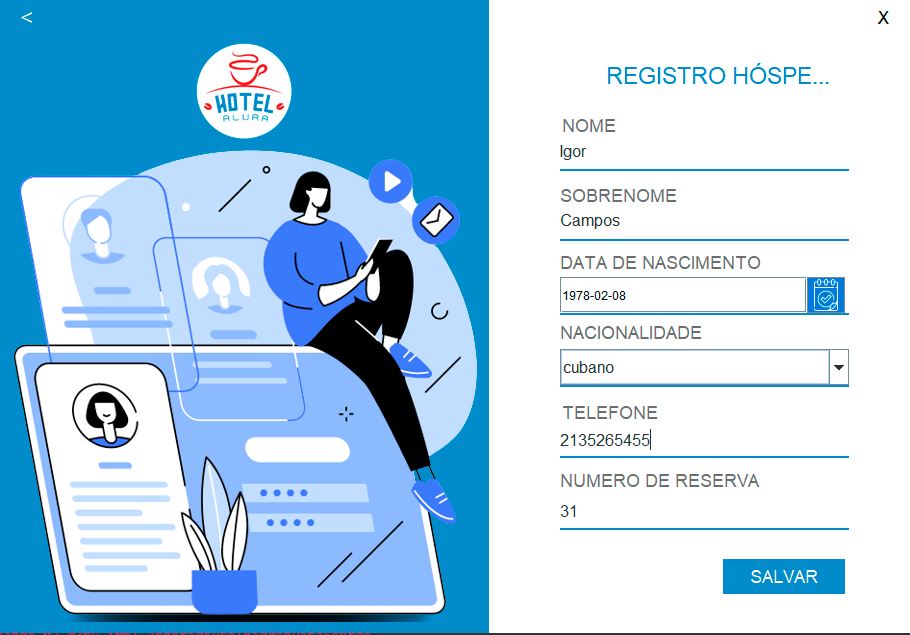 <
X
HOTEL
ALURA
REGISTRO HÓSPE...
NOME
Igor
SOBRENOME
Campos
DATA DE NASCIMENTO
1978-02-08
NACIONALIDADE
cubano
TELEFONE
2135265455
NUMERO DE RESERVA
31
SALVAR